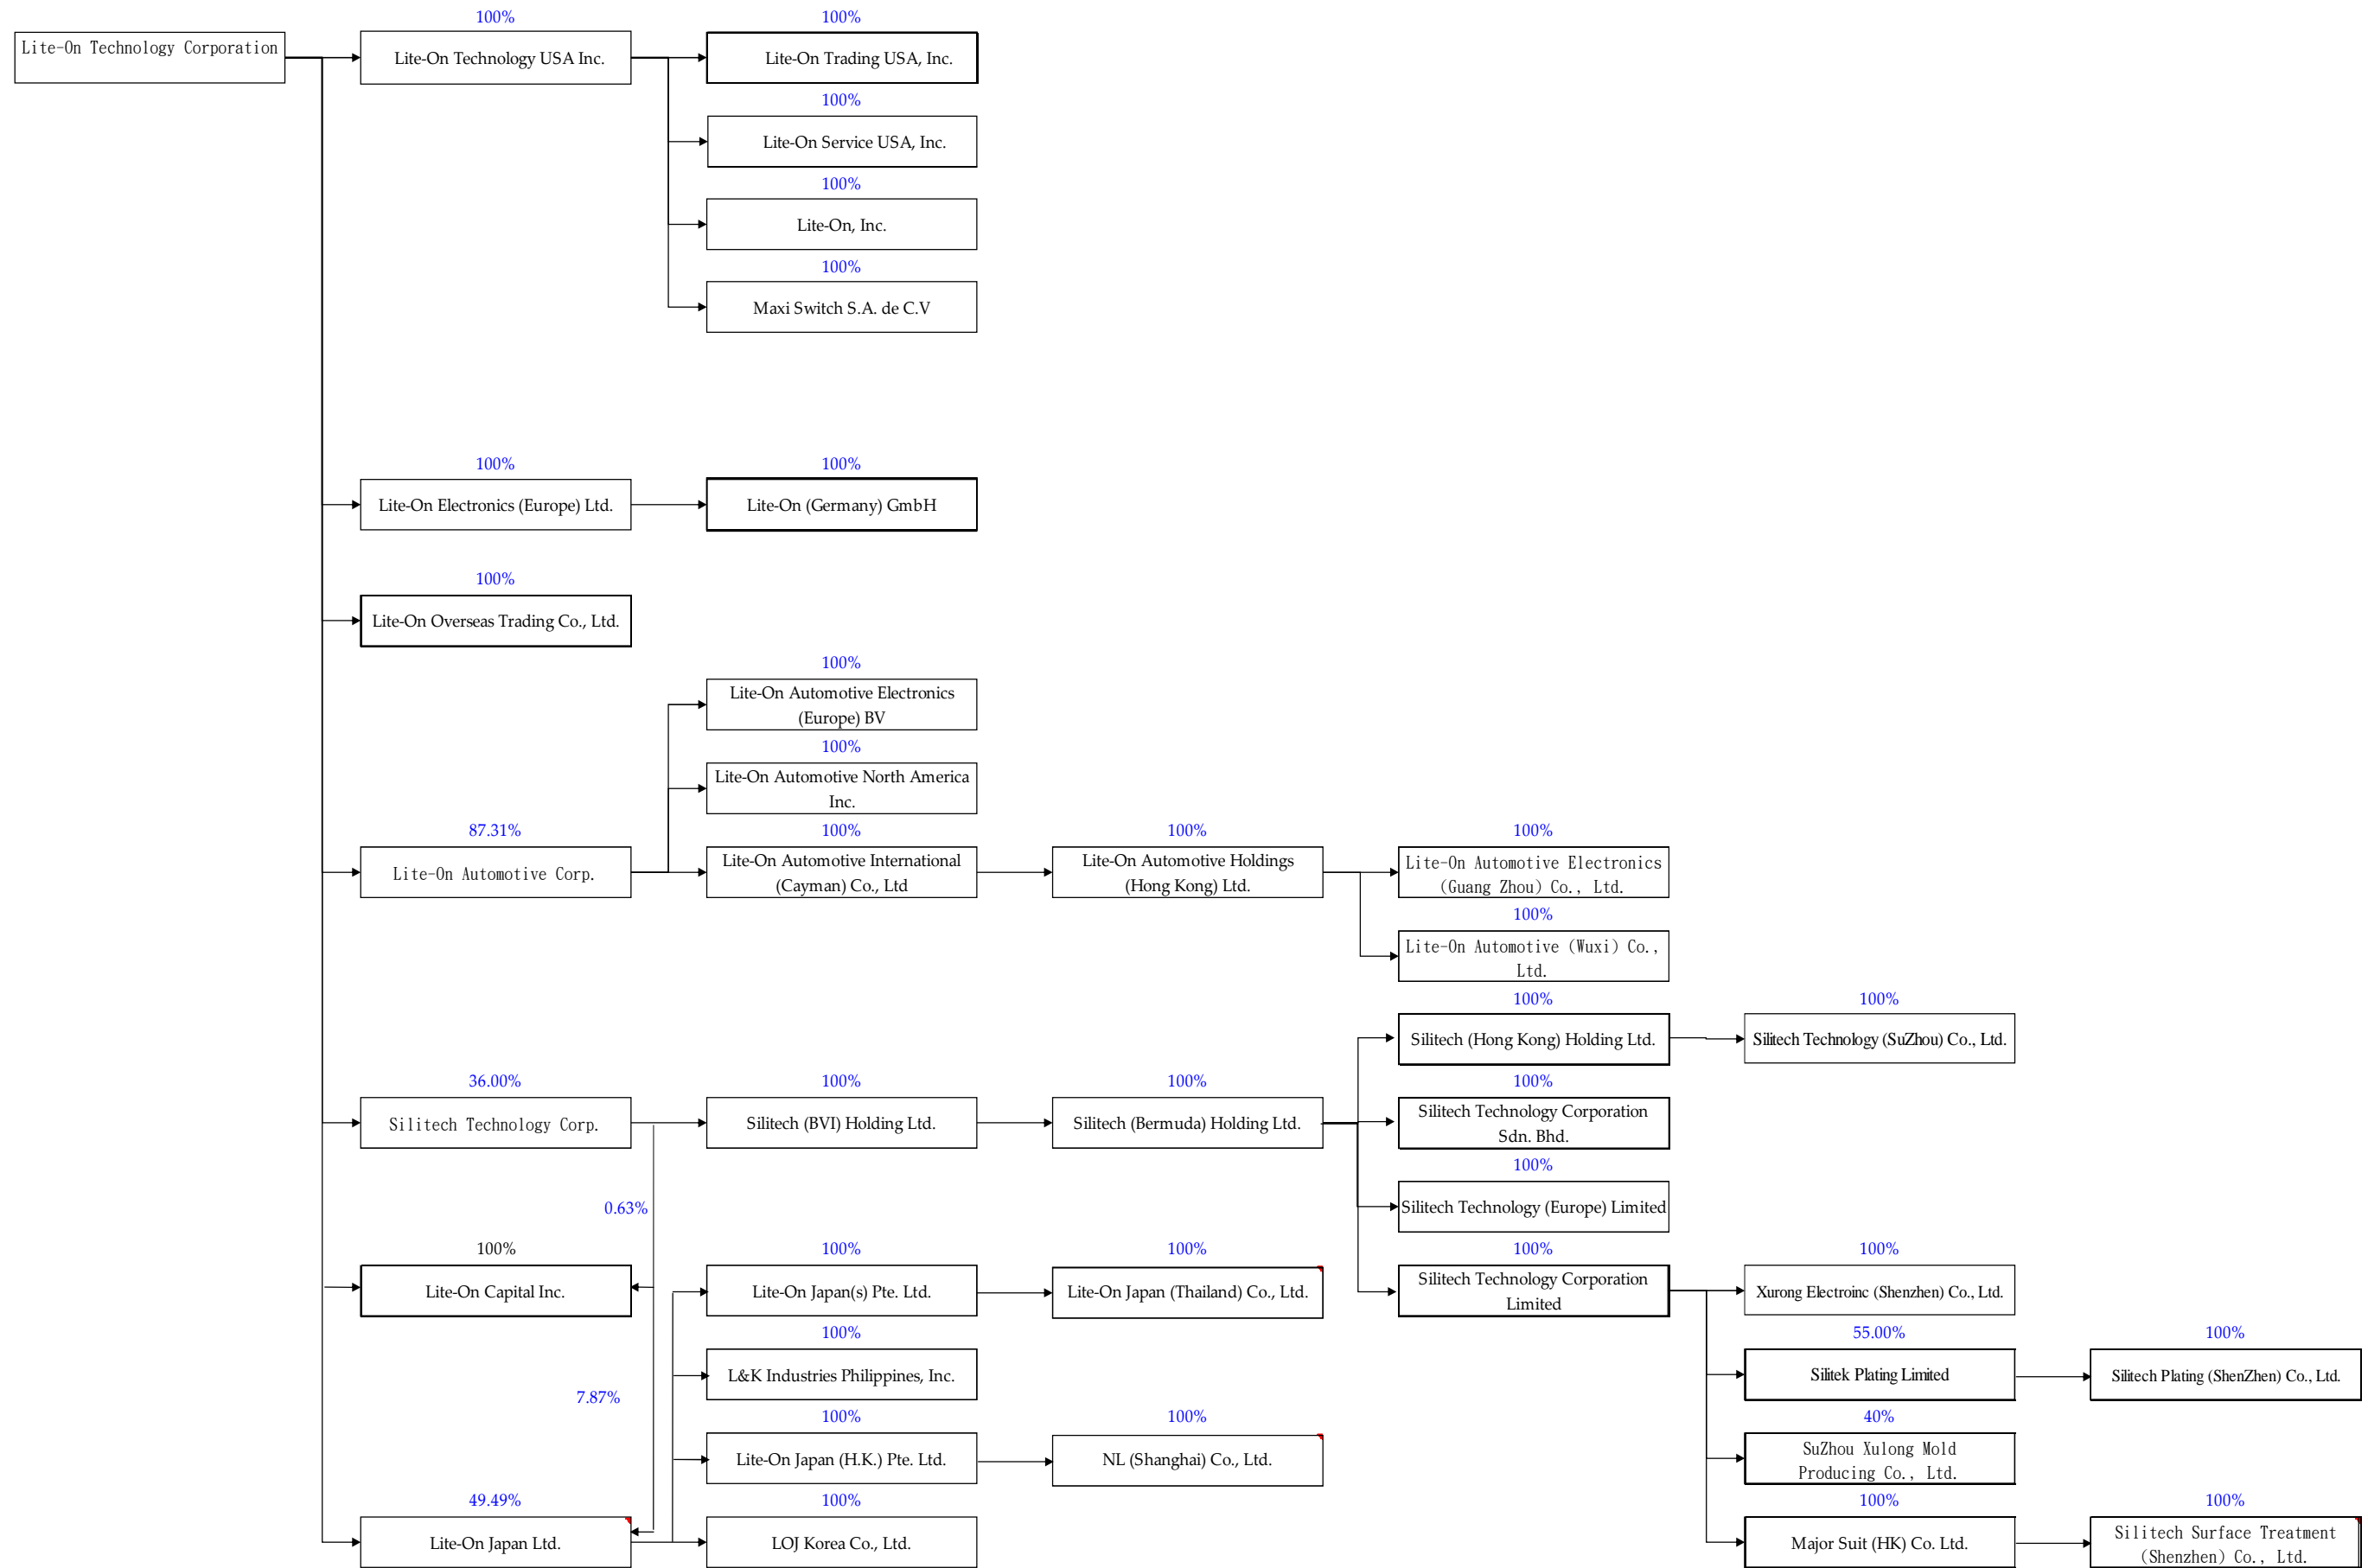 100%
100%
Lite-On Technology Corporation
Lite-On Technology USA Inc.
Lite-On Trading USA, Inc.
100%
Lite-On Service USA, Inc.
100%
Lite-On, Inc.
100%
Maxi Switch S.A. de C.V
100%
100%
Lite-On Electronics (Europe) Ltd.
Lite-On (Germany) GmbH
100%
Lite-On Overseas Trading Co., Ltd.
100%
Lite-On Automotive Electronics
(Europe) BV
100%
Lite-On Automotive North America
Inc.
87.31%
100%
100%
100%
Lite-On Automotive Corp.
Lite-On Automotive International
(Cayman) Co., Ltd
Lite-On Automotive Holdings
(Hong Kong) Ltd.
Lite-On Automotive Electronics
(Guang Zhou) Co., Ltd.
100%
Lite-On Automotive (Wuxi) Co.,
Ltd.
100%
100%
Silitech (Hong Kong) Holding Ltd.
Silitech Technology (SuZhou) Co., Ltd.
36.00%
100%
100%
100%
Silitech Technology Corp.
Silitech (BVI) Holding Ltd.
Silitech (Bermuda) Holding Ltd.
Silitech Technology Corporation
Sdn. Bhd.
100%
0.63%
Silitech Technology (Europe) Limited
100%
100%
100%
100%
100%
Lite-On Capital Inc.
Lite-On Japan(s) Pte. Ltd.
Lite-On Japan (Thailand) Co., Ltd.
Silitech Technology Corporation
Limited
Xurong Electroinc (Shenzhen) Co., Ltd.
100%
55.00%
100%
L&K Industries Philippines, Inc.
Silitek Plating Limited
Silitech Plating (ShenZhen) Co., Ltd.
7.87%
100%
100%
40%
Lite-On Japan (H.K.) Pte. Ltd.
NL (Shanghai) Co., Ltd.
SuZhou Xulong Mold
Producing Co., Ltd.
49.49%
100%
100%
100%
Lite-On Japan Ltd.
LOJ Korea Co., Ltd.
Major Suit (HK) Co. Ltd.
Silitech Surface Treatment
(Shenzhen) Co., Ltd.